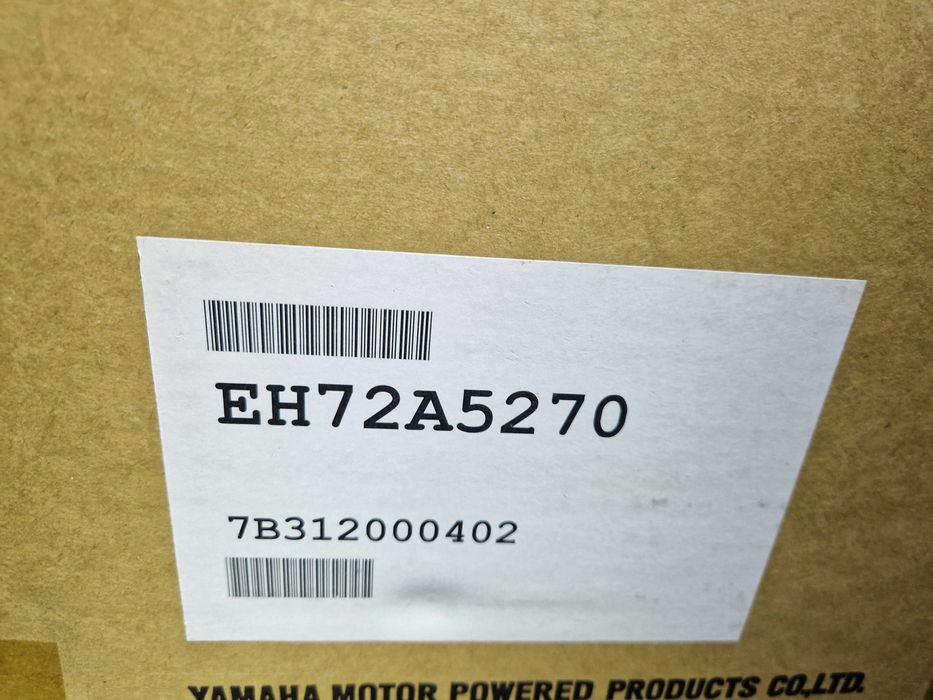 EH72A5270
7B312000402
YAMAHA MOTOR POWERED PRODUCTS CO.,LTD.